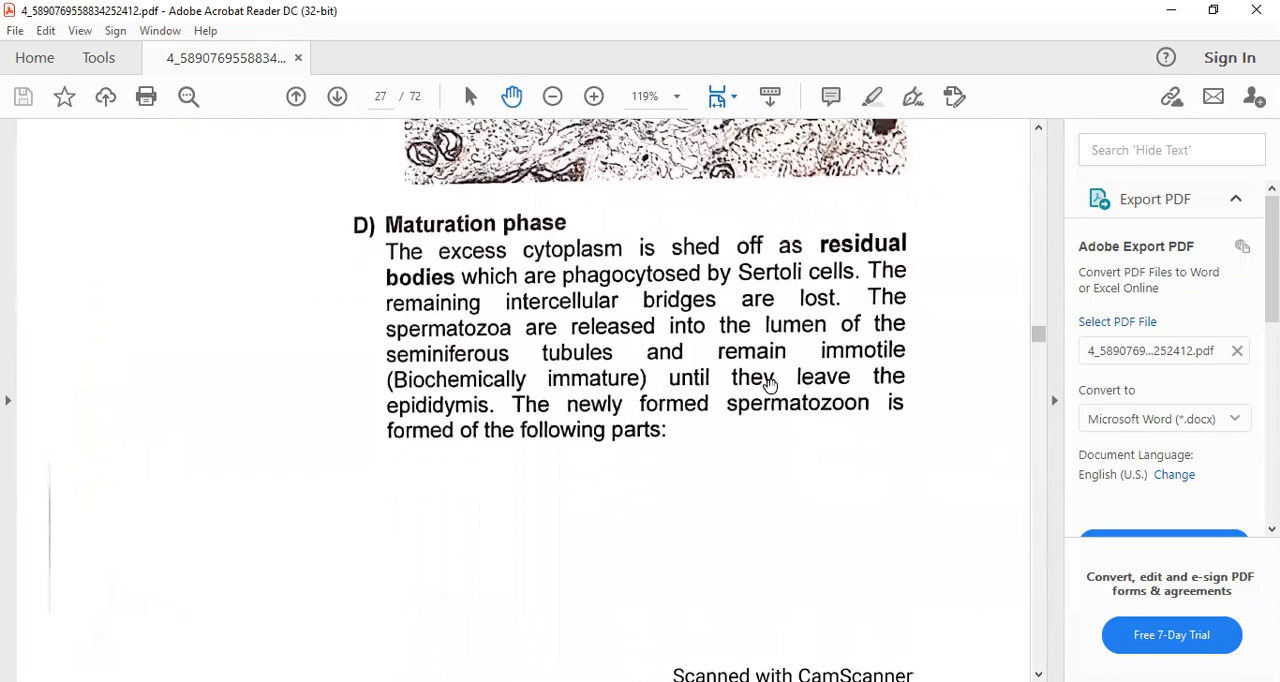 4_5890769558834252412.pdf - Adobe Acrobat Reader DC (32-bit)
File Edit View Sign Window Help
Home Tools 4_5890769558834... × ? Sign In
27 / 72 119%
Search 'Hide Text'
Export PDF
Adobe Export PDF
Convert PDF Files to Word
or Excel Online
Select PDF File
4_5890769...252412.pdf
Convert to
Microsoft Word (*.docx)
Document Language:
English (U.S.) Change
Convert, edit and e-sign PDF
forms & agreements
Free 7-Day Trial
D) Maturation phase
The excess cytoplasm is shed off as residual
bodies which are phagocytosed by Sertoli cells. The
remaining intercellular bridges are lost. The
spermatozoa are released into the lumen of the
seminiferous tubules and remain immotile
(Biochemically immature) until they leave the
epididymis. The newly formed spermatozoon is
formed of the following parts:
Scanned with CamScanner